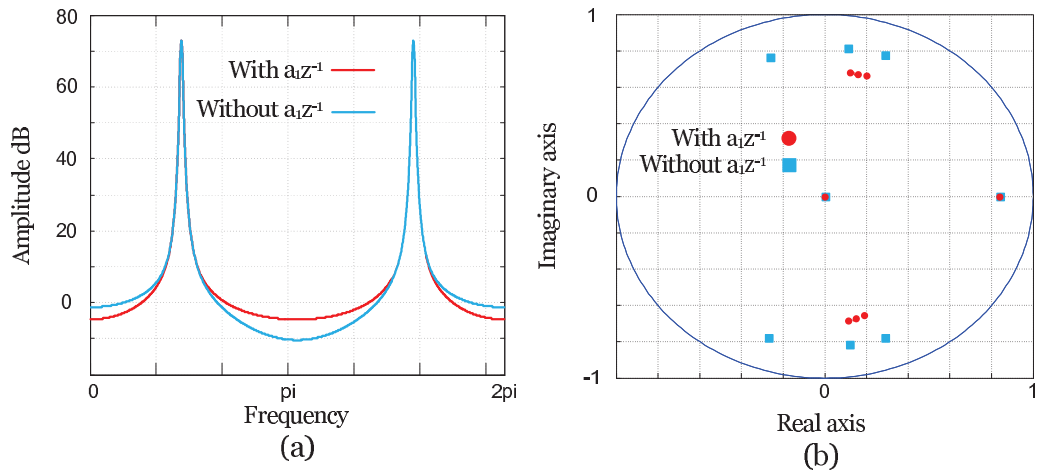 80
60
40
20
0
Amplitude dB
With a₁z⁻¹
Without a₁z⁻¹
0
pi
2pi
Frequency
(a)
1
0
-1
Imaginary axis
With a₁z⁻¹
Without a₁z⁻¹
0
1
Real axis
(b)